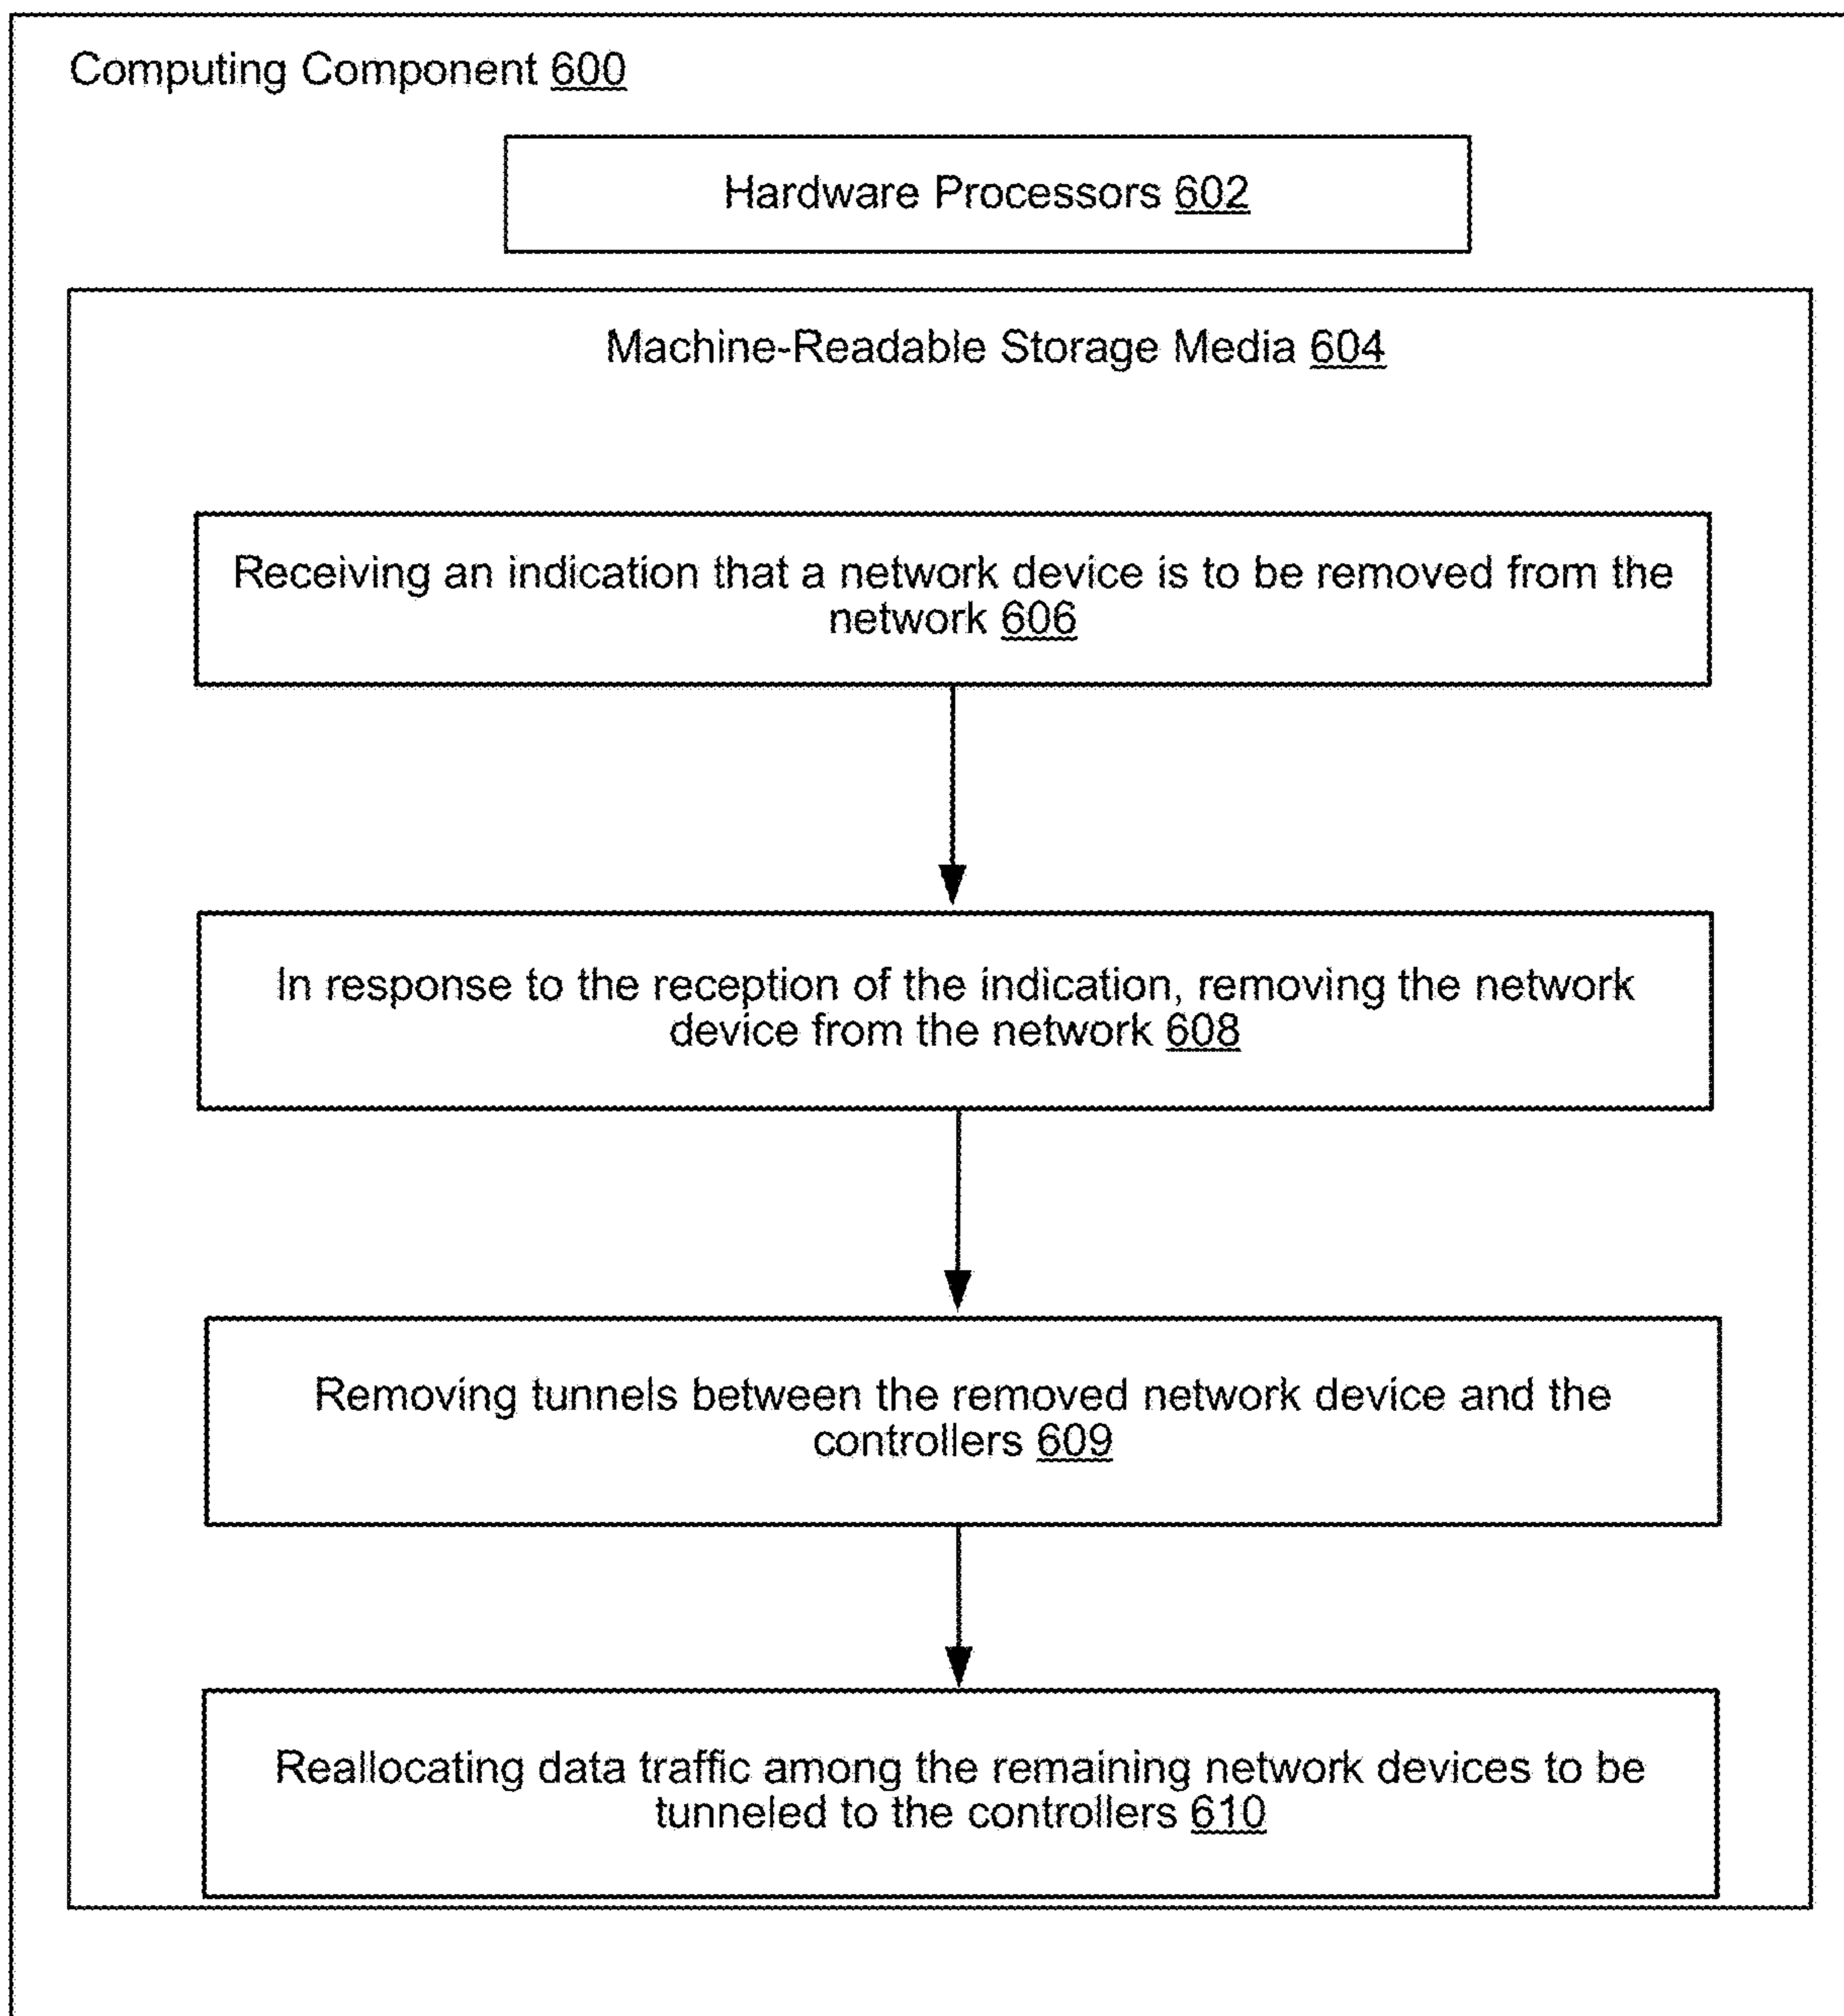 Computing Component 600
Hardware Processors 602
Machine-Readable Storage Media 604
Receiving an indication that a network device is to be removed from the
network 606
In response to the reception of the indication, removing the network
device from the network 608
Removing tunnels between the removed network device and the
controllers 609
Reallocating data traffic among the remaining network devices to be
tunneled to the controllers 610